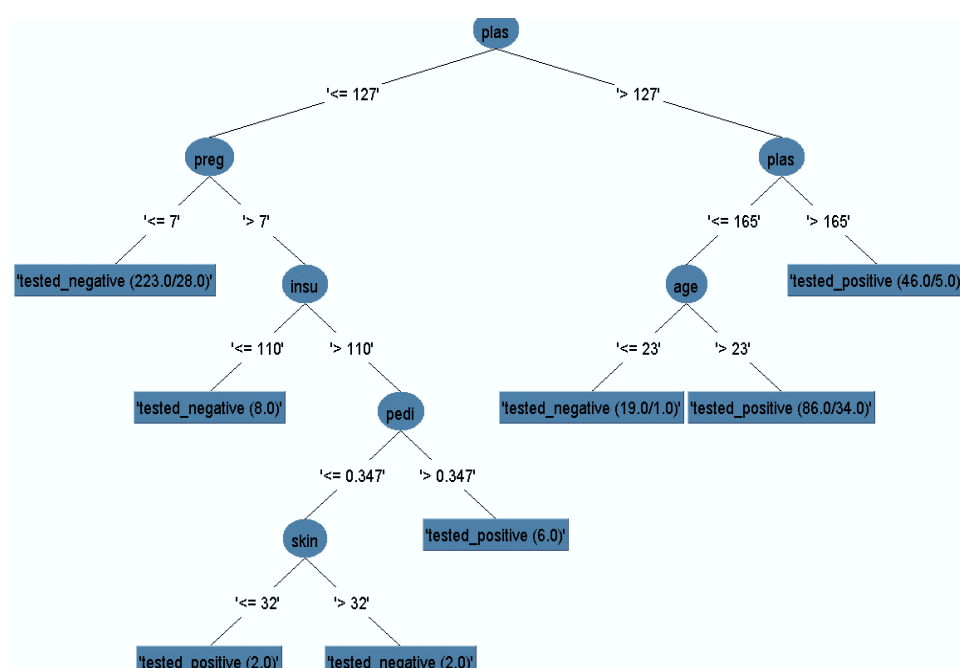 plas
'<= 127'
'> 127'
preg
plas
'<= 7'
'> 7'
'<= 165'
'> 165'
'tested_negative (223.0/28.0)'
insu
age
'tested_positive (46.0/5.0)
'<= 110'
'> 110'
'<= 23'
'> 23'
'tested_negative (8.0)'
pedi
'tested_negative (19.0/1.0)'
'tested_positive (86.0/34.0)'
'<= 0.347'
'> 0.347'
skin
'tested_positive (6.0)'
'<= 32'
'> 32'
'tested_positive (2.0)'
'tested_negative (2.0)'